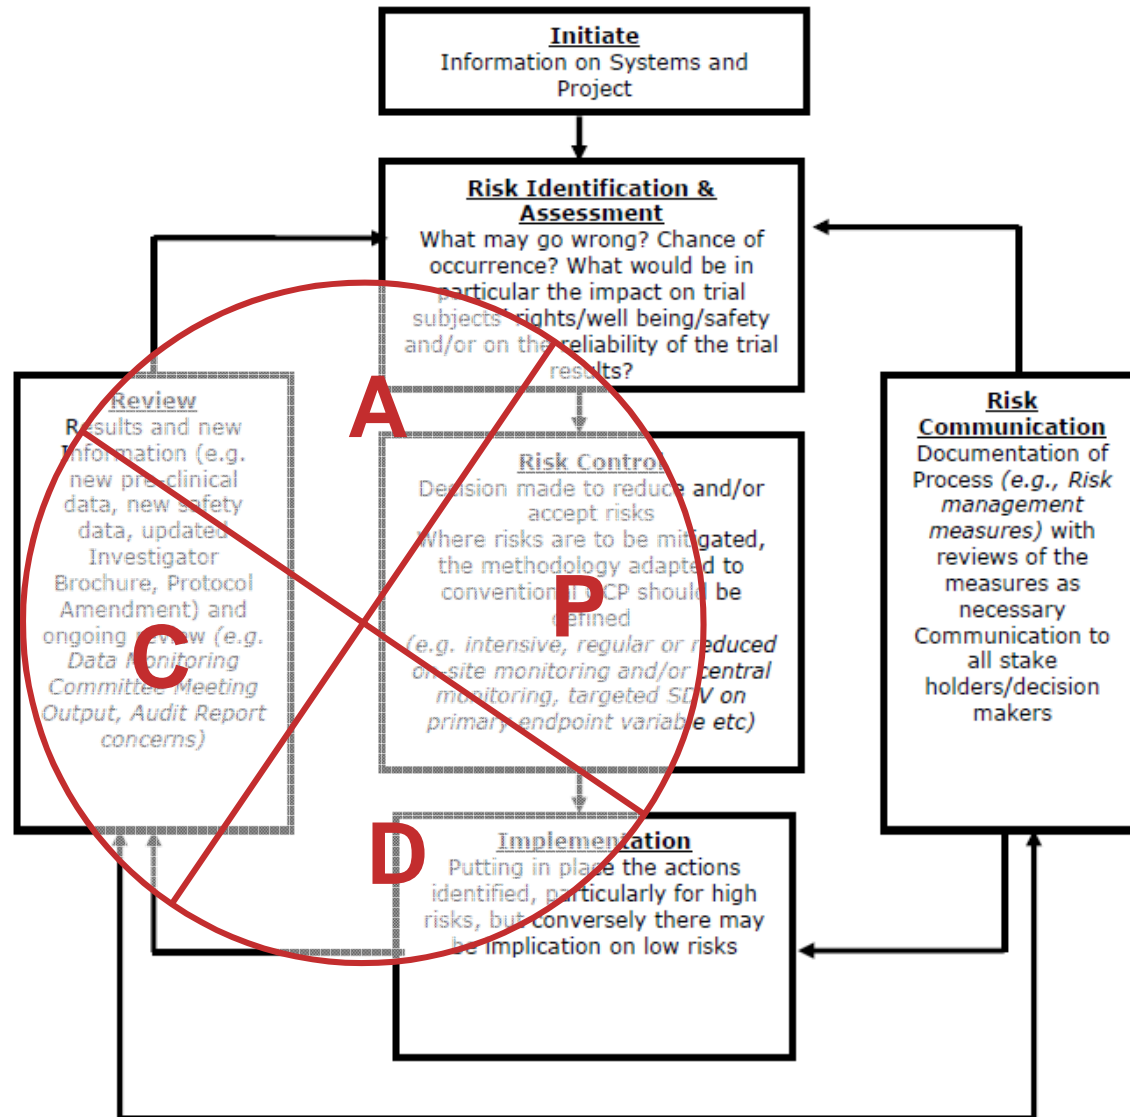 Initiate
Information on Systems and
Project
Risk Identification &
Assessment
What may go wrong? Chance of
occurrence? What would be in
particular the impact on trial
subjects' rights/well being/safety
and/or on the reliability of the trial
results?
A
Review
Results and new
Information (e.g.
new pre-clinical
data, new safety
data, updated
Investigator
Brochure, Protocol
Amendment) and
ongoing review (e.g.
Data Monitoring
Committee Meeting
Output, Audit Report
concerns)
C
Risk Control
Decision made to reduce and/or
accept risks
Where risks are to be mitigated,
the methodology adapted to
conventional GCP should be
defined
(e.g. intensive, regular or reduced
on-site monitoring and/or central
monitoring, targeted SDV on
primary endpoint variable etc)
P
Risk
Communication
Documentation of
Process (e.g., Risk
management
measures) with
reviews of the
measures as
necessary
Communication to
all stake
holders/decision
makers
D
Implementation
Putting in place the actions
identified, particularly for high
risks, but conversely there may
be implication on low risks